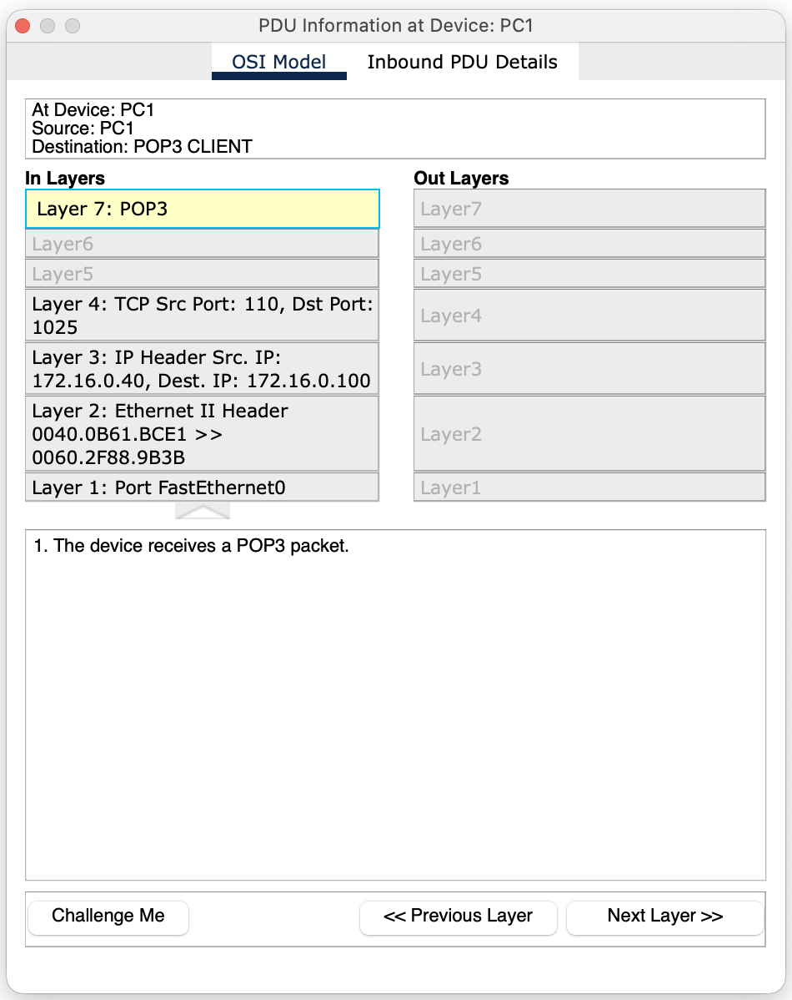 PDU Information at Device: PC1
OSI Model
Inbound PDU Details
At Device: PC1
Source: PC1
Destination: POP3 CLIENT
In Layers
Layer 7: POP3
Layer6
Layer5
Layer 4: TCP Src Port: 110, Dst Port:
1025
Layer 3: IP Header Src. IP:
172.16.0.40, Dest. IP: 172.16.0.100
Layer 2: Ethernet II Header
0040.0B61.BCE1 >>
0060.2F88.9B3B
Layer 1: Port FastEthernet0
Out Layers
Layer7
Layer6
Layer5
Layer4
Layer3
Layer2
Layer1
1. The device receives a POP3 packet.
Challenge Me
<< Previous Layer
Next Layer >>